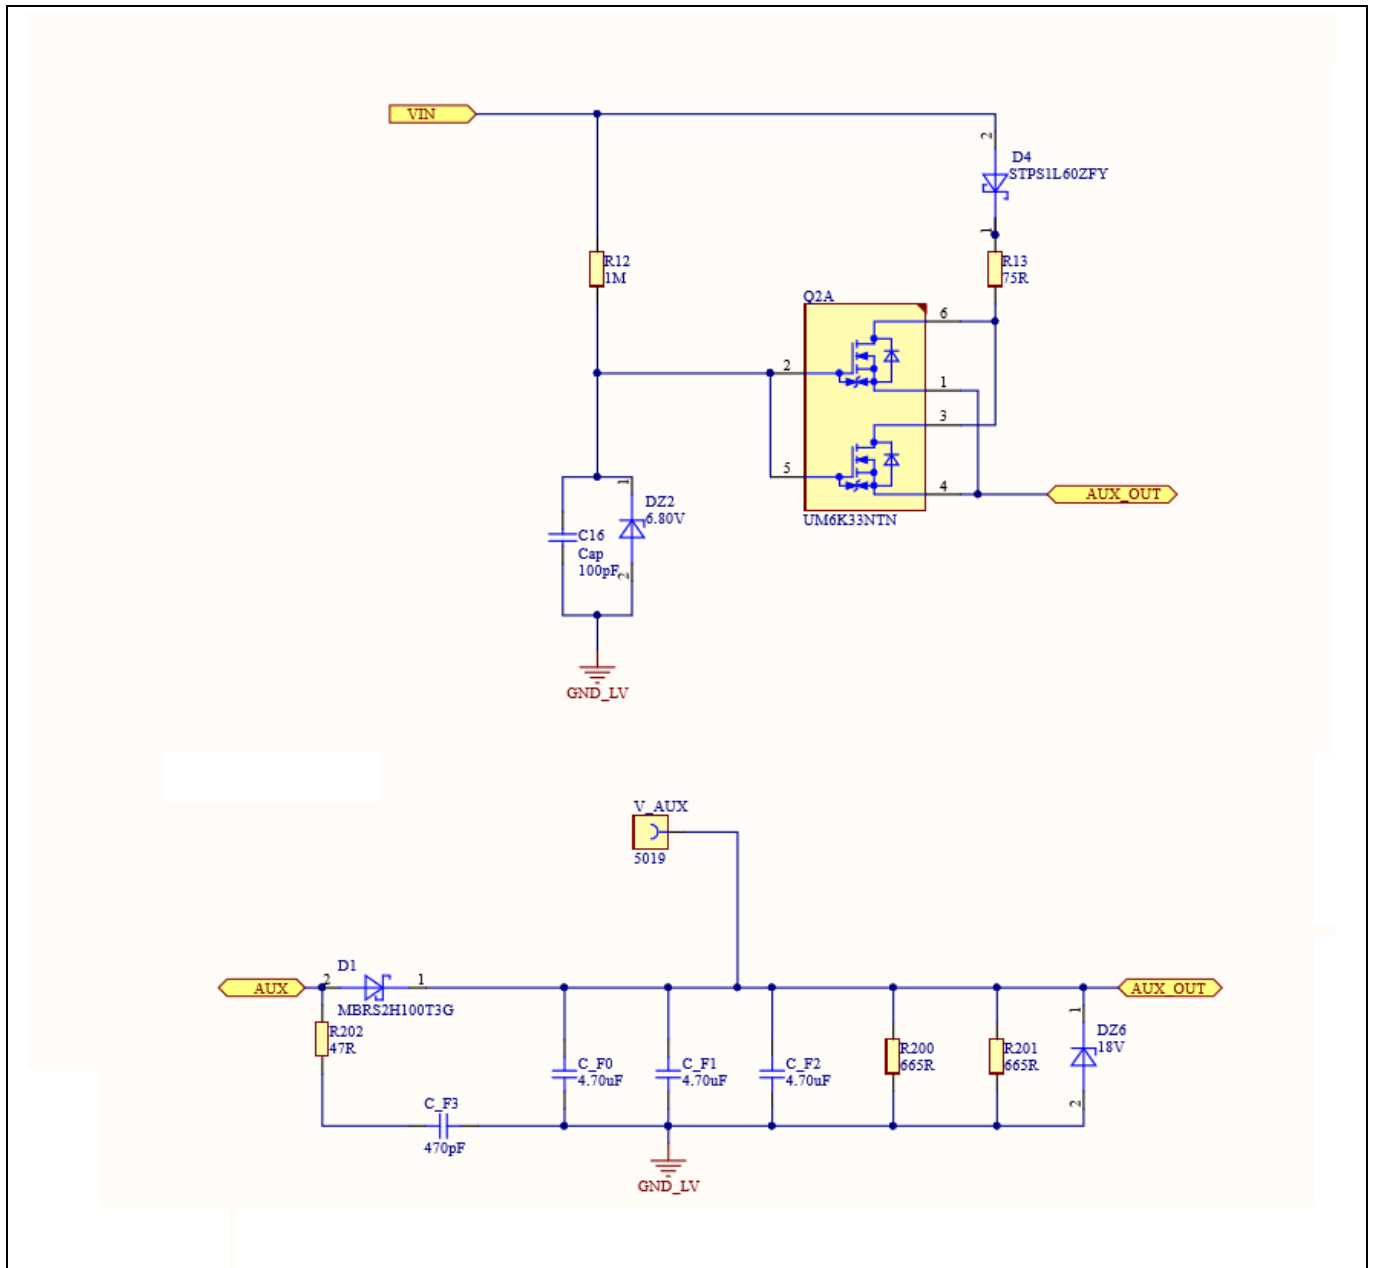 VIN
2
D4
STPS1L60ZFY
1
R12
1M
R13
75R
Q2A
6
2
1
3
5
4
AUX_OUT
UM6K33NTN
1
DZ2
6.80V
C16
Cap
100pF
2
GND_LV
V_AUX
5019
D1
AUX
2
1
AUX_OUT
MBRS2H100T3G
1
R202
47R
DZ6
18V
R200
665R
R201
665R
C_F0
4.70uF
C_F1
4.70uF
C_F2
4.70uF
2
C_F3
470pF
GND_LV